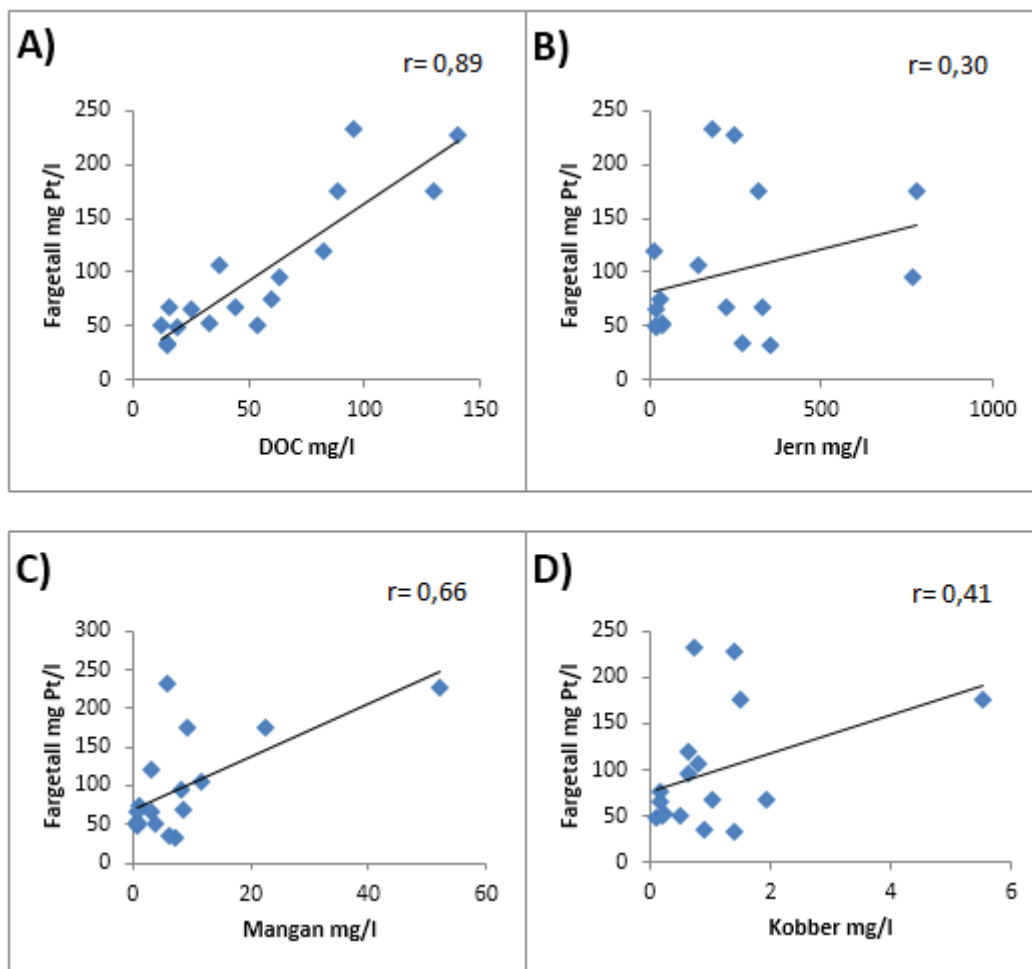 A)
r= 0,89
Fargetall mg Pt/l
250
200
150
100
50
0
0 50 100 150
DOC mg/l
B)
r= 0,30
Fargetall mg Pt/l
250
200
150
100
50
0
0 500 1000
Jern mg/l
C)
r= 0,66
Fargetall mg Pt/l
300
250
200
150
100
50
0
0 20 40 60
Mangan mg/l
D)
r= 0,41
Fargetall mg Pt/l
250
200
150
100
50
0
0 2 4 6
Kobber mg/l